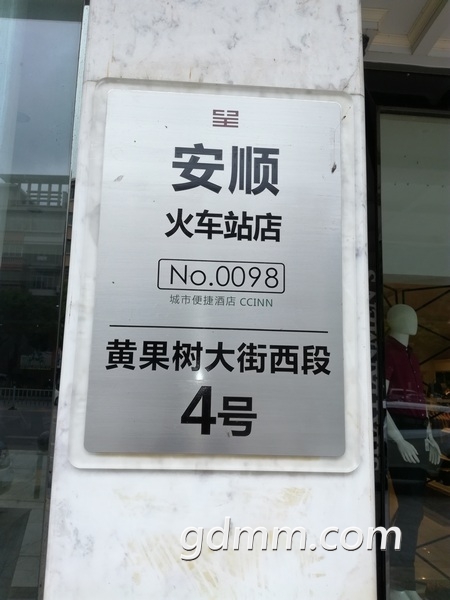 安顺
火车站店
No.0098
城市便捷酒店 CCINN
黄果树大街西段
4号
gdmm.com